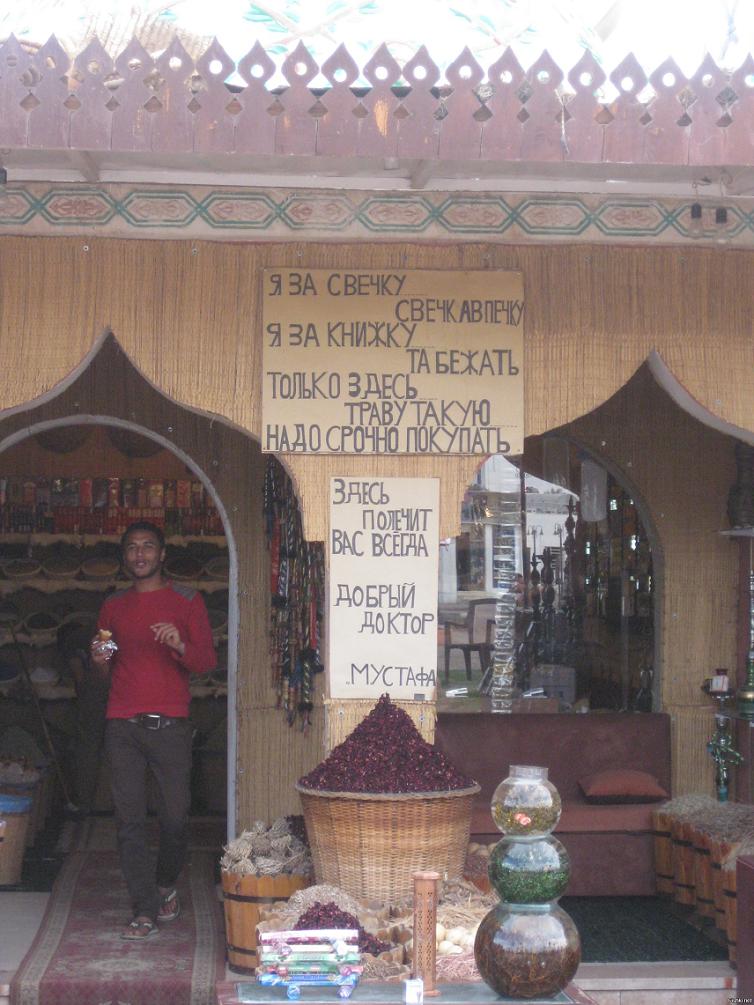 Я ЗА СВЕЧКУ....
СВЕЧКА В ПЕЧКУ
Я ЗА КНИЖКУ....
ТА БЕЖАТЬ
ТОЛЬКО ЗДЕСЬ....
ТРАВУ ТАКУЮ....
НАДО СРОЧНО ПОКУПАТЬ
ЗДЕСЬ
ПОЛЕЧИТ
ВАС ВСЕГДА
ДОБРЫЙ
ДОКТОР
МУСТАФА